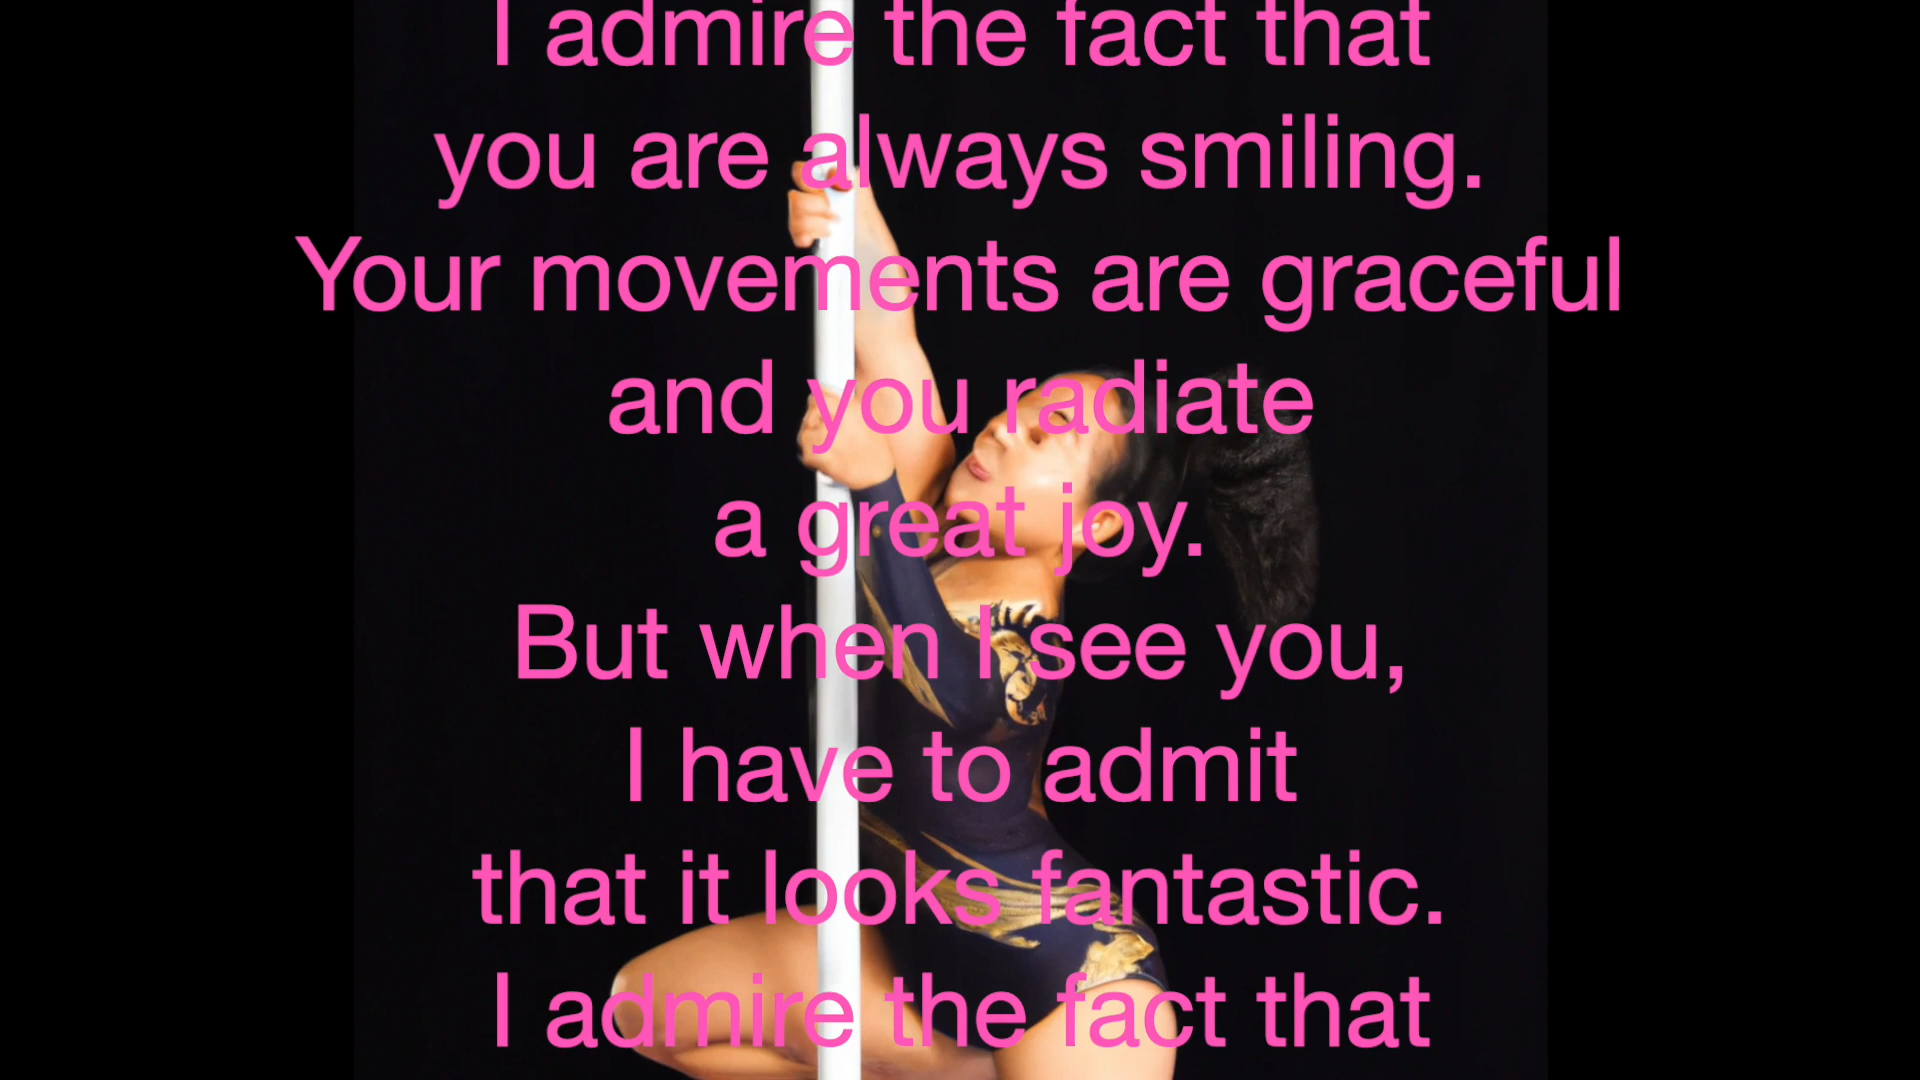 I admire the fact that
you are always smiling.
Your movements are graceful
and you radiate
a great joy.
But when I see you,
I have to admit
that it looks fantastic.
I admire the fact that